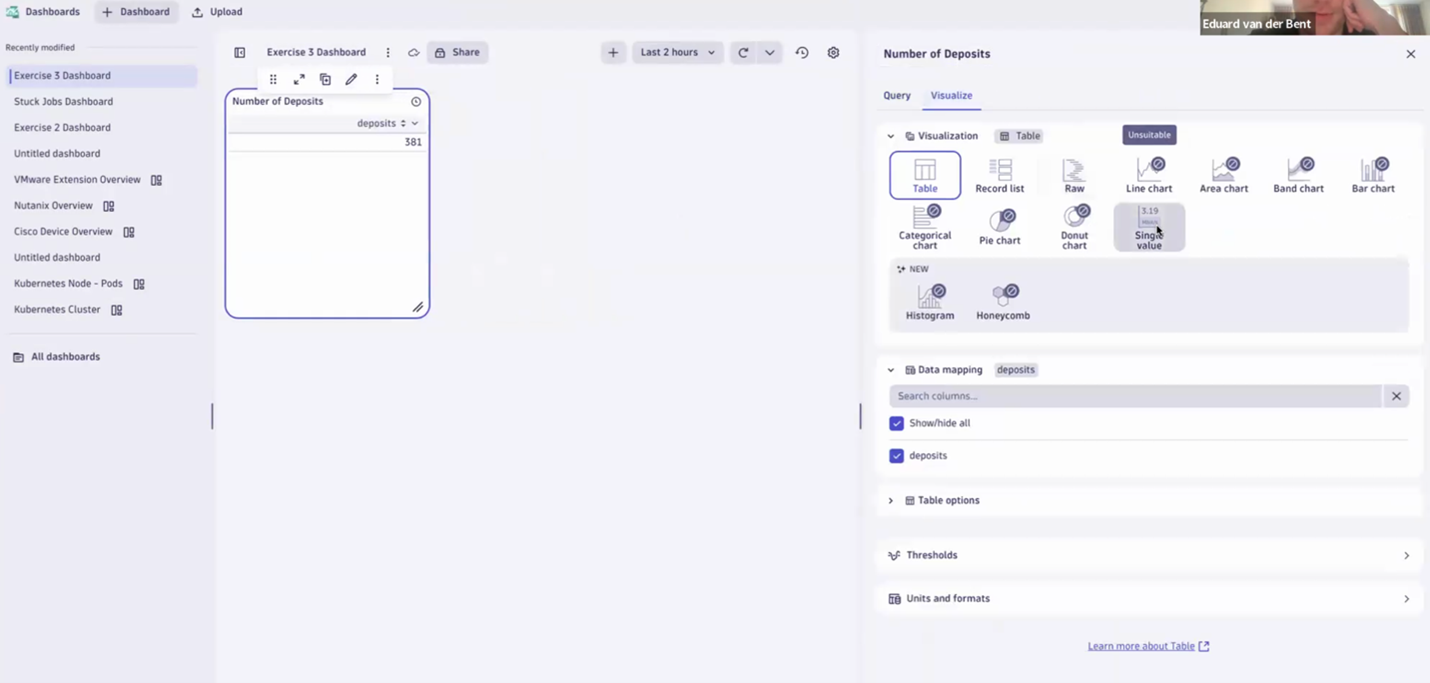 Dashboards
Dashboard
Upload
Eduard van der Bent
Recently modified
Exercise 3 Dashboard
Stuck Jobs Dashboard
Exercise 2 Dashboard
Untitled dashboard
VMware Extension Overview
Nutanix Overview
Cisco Device Overview
Untitled dashboard
Kubernetes Node - Pods
Kubernetes Cluster
All dashboards
Exercise 3 Dashboard
Share
Last 2 hours
Number of Deposits
deposits
381
Number of Deposits
Query
Visualize
Visualization
Table
Unsuitable
Table
Record list
Raw
Line chart
Area chart
Band chart
Bar chart
Categorical
chart
Pie chart
Donut
chart
3.19
Single
value
NEW
Histogram
Honeycomb
Data mapping
deposits
Search columns...
Show/hide all
deposits
Table options
Thresholds
Units and formats
Learn more about Table